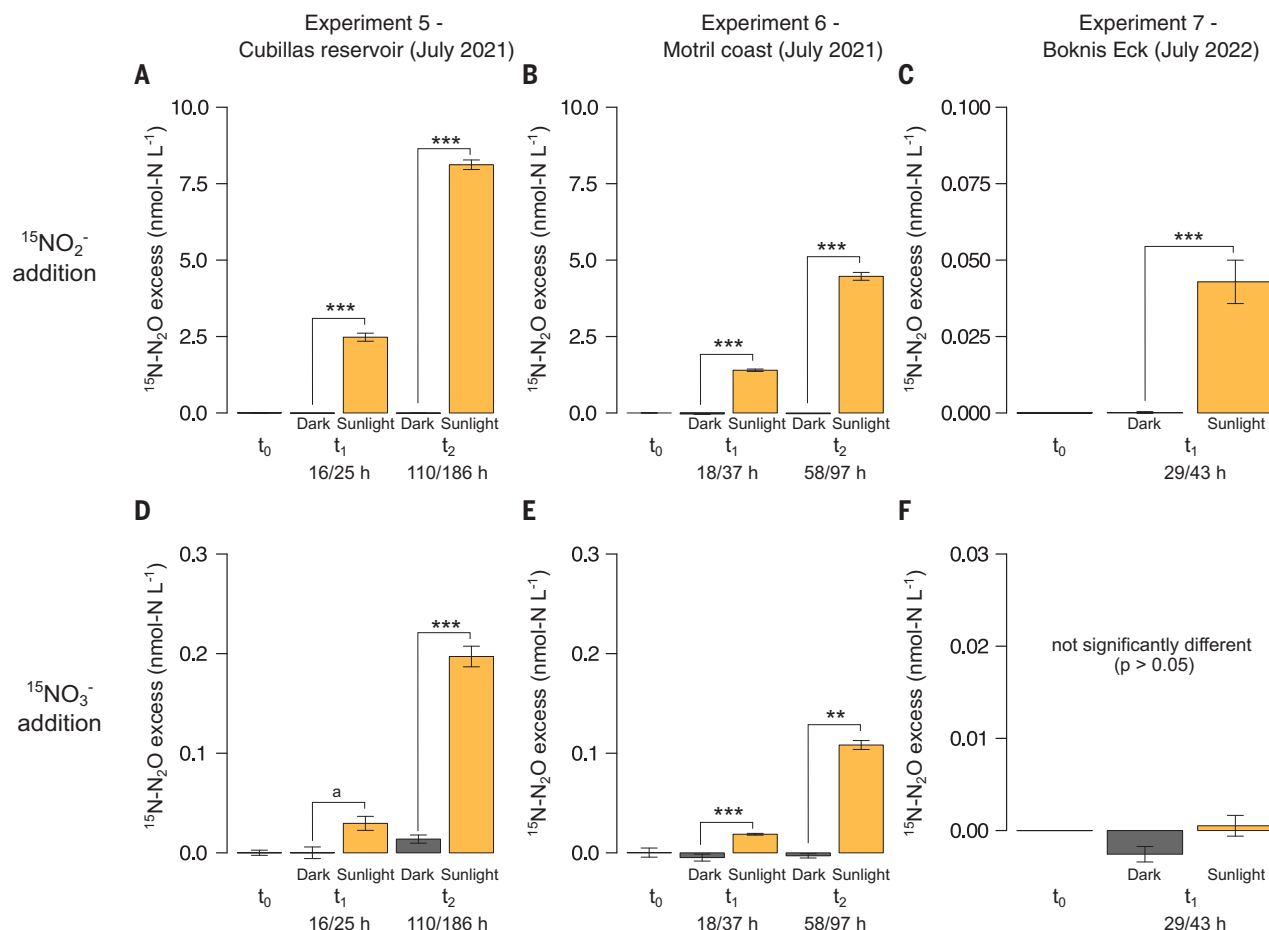 Experiment 5 -
Cubillas reservoir (July 2021)
Experiment 6 -
Motril coast (July 2021)
Experiment 7 -
Boknis Eck (July 2022)
¹⁵NO₂⁻
addition
A
¹⁵N-N₂O excess (nmol-N L⁻¹)
10.0
7.5
5.0
2.5
0.0
***
***
Dark Sunlight Dark Sunlight
t₀ t₁ t₂
16/25 h 110/186 h
B
¹⁵N-N₂O excess (nmol-N L⁻¹)
10.0
7.5
5.0
2.5
0.0
***
***
Dark Sunlight Dark Sunlight
t₀ t₁ t₂
18/37 h 58/97 h
C
¹⁵N-N₂O excess (nmol-N L⁻¹)
0.100
0.075
0.050
0.025
0.000
***
Dark Sunlight
t₀ t₁
29/43 h
¹⁵NO₃⁻
addition
D
¹⁵N-N₂O excess (nmol-N L⁻¹)
0.3
0.2
0.1
0.0
a
***
Dark Sunlight Dark Sunlight
t₀ t₁ t₂
16/25 h 110/186 h
E
¹⁵N-N₂O excess (nmol-N L⁻¹)
0.3
0.2
0.1
0.0
***
**
Dark Sunlight Dark Sunlight
t₀ t₁ t₂
18/37 h 58/97 h
F
¹⁵N-N₂O excess (nmol-N L⁻¹)
0.03
0.02
0.01
0.00
not significantly different
(p > 0.05)
Dark Sunlight
t₀ t₁
29/43 h